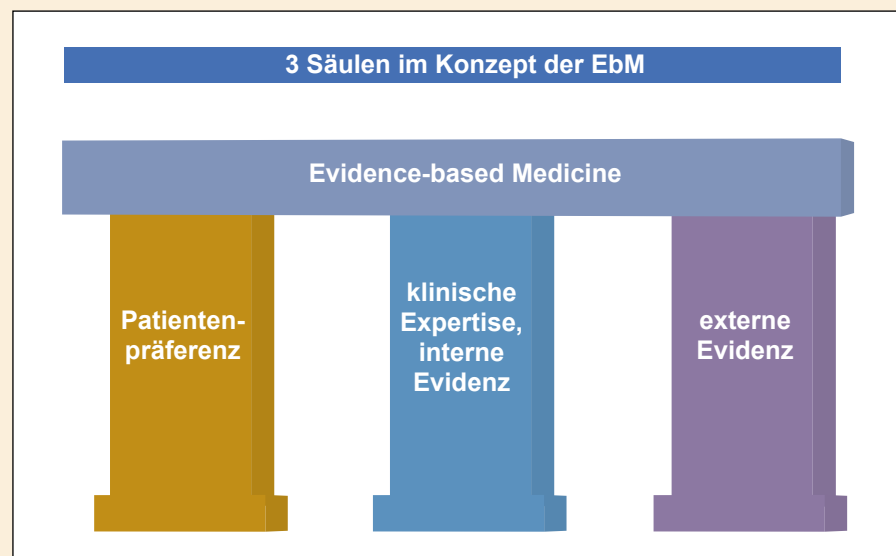 3 Säulen im Konzept der EbM
Evidence-based Medicine
Patienten-
präferenz
klinische
Expertise,
interne
Evidenz
externe
Evidenz